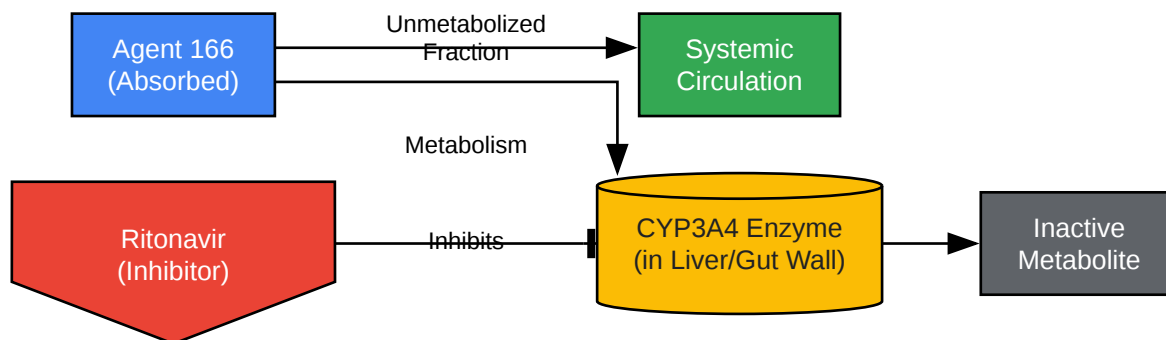 Agent 166
(Absorbed)
Unmetabolized
Fraction
Systemic
Circulation
Metabolism
Ritonavir
(Inhibitor)
Inhibits
CYP3A4 Enzyme
(in Liver/Gut Wall)
Inactive
Metabolite